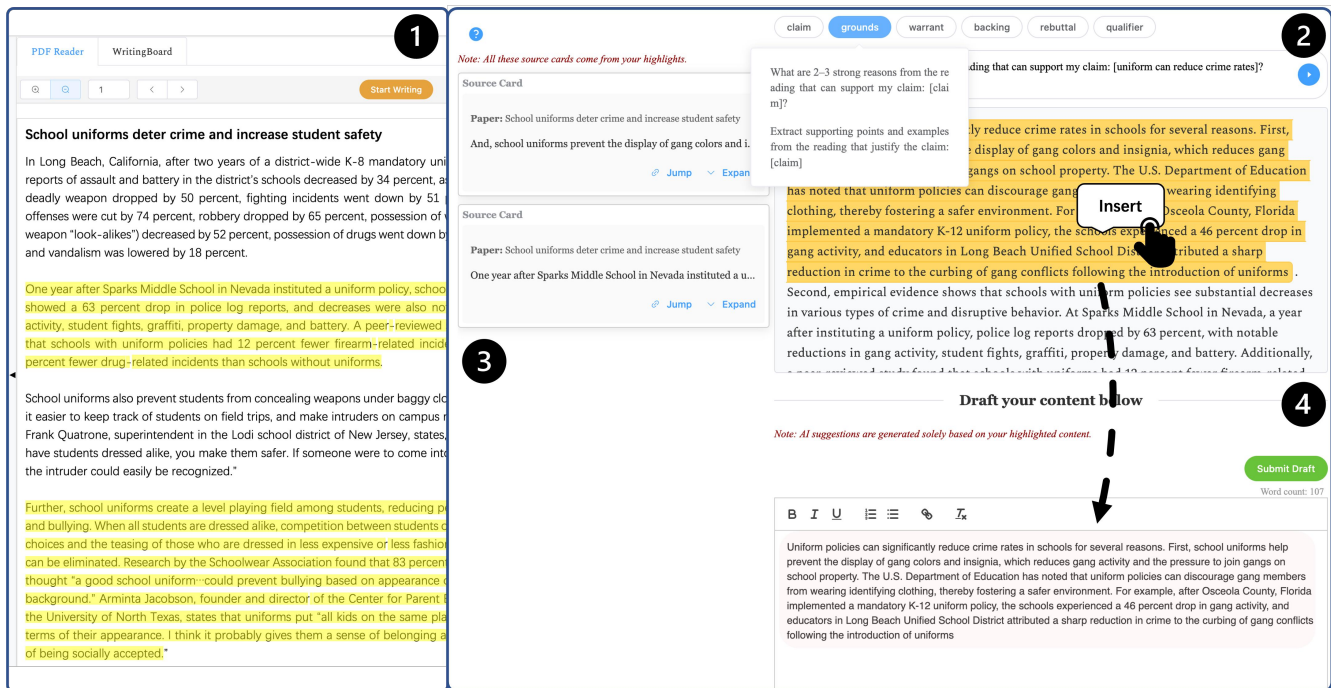 1
PDF Reader WritingBoard
1
Start Writing
School uniforms deter crime and increase student safety
In Long Beach, California, after two years of a district-wide K-8 mandatory uni
reports of assault and battery in the district's schools decreased by 34 percent, a
deadly weapon dropped by 50 percent, fighting incidents went down by 51
offenses were cut by 74 percent, robbery dropped by 65 percent, possession of
weapon "look-alikes") decreased by 52 percent, possession of drugs went down b
and vandalism was lowered by 18 percent.
One year after Sparks Middle School in Nevada instituted a uniform policy, schoo
showed a 63 percent drop in police log reports, and decreases were also no
activity, student fights, graffiti, property damage, and battery. A peer-reviewed
that schools with uniform policies had 12 percent fewer firearm-related incid
percent fewer drug-related incidents than schools without uniforms.
School uniforms also prevent students from concealing weapons under baggy clo
it easier to keep track of students on field trips, and make intruders on campus
Frank Quatrone, superintendent in the Lodi school district of New Jersey, states,
have students dressed alike, you make them safer. If someone were to come int
the intruder could easily be recognized."
Further, school uniforms create a level playing field among students, reducing p
and bullying. When all students are dressed alike, competition between students
choices and the teasing of those who are dressed in less expensive or less fashion
can be eliminated. Research by the Schoolwear Association found that 83 percent
thought "a good school uniform…could prevent bullying based on appearance
background." Arminta Jacobson, founder and director of the Center for Parent
the University of North Texas, states that uniforms put "all kids on the same pla
terms of their appearance. I think it probably gives them a sense of belonging a
of being socially accepted."
?
Note: All these source cards come from your highlights.
Source Card
Paper: School uniforms deter crime and increase student safety
And, school uniforms prevent the display of gang colors and i.
Jump Expan
Source Card
Paper: School uniforms deter crime and increase student safety
One year after Sparks Middle School in Nevada instituted a u...
Jump Expand
3
claim grounds warrant backing rebuttal qualifier
2
What are 2–3 strong reasons from the re
ading that can support my claim: [clai
m]?
Extract supporting points and examples
from the reading that justify the claim:
[claim]
ding that can support my claim: [uniform can reduce crime rates]?
ly reduce crime rates in schools for several reasons. First,
display of gang colors and insignia, which reduces gang
gangs on school property. The U.S. Department of Education
has noted that uniform policies can discourage gang wearing identifying
clothing, thereby fostering a safer environment. For Osceola County, Florida
implemented a mandatory K-12 uniform policy, the schools experienced a 46 percent drop in
gang activity, and educators in Long Beach Unified School Dis tributed a sharp
reduction in crime to the curbing of gang conflicts following the introduction of uniforms .
Second, empirical evidence shows that schools with uniform policies see substantial decreases
in various types of crime and disruptive behavior. At Sparks Middle School in Nevada, a year
after instituting a uniform policy, police log reports dropped by 63 percent, with notable
reductions in gang activity, student fights, graffiti, property damage, and battery. Additionally,
a peer-reviewed study found that schools with uniforms had 12 percent fewer firearm-related
Insert
Draft your content below
4
Note: AI suggestions are generated solely based on your highlighted content.
Submit Draft
Word count: 107
B I U
Uniform policies can significantly reduce crime rates in schools for several reasons. First, school uniforms help
prevent the display of gang colors and insignia, which reduces gang activity and the pressure to join gangs on
school property. The U.S. Department of Education has noted that uniform policies can discourage gang members
from wearing identifying clothing, thereby fostering a safer environment. For example, after Osceola County, Florida
implemented a mandatory K-12 uniform policy, the schools experienced a 46 percent drop in gang activity, and
educators in Long Beach Unified School District attributed a sharp reduction in crime to the curbing of gang conflicts
following the introduction of uniforms